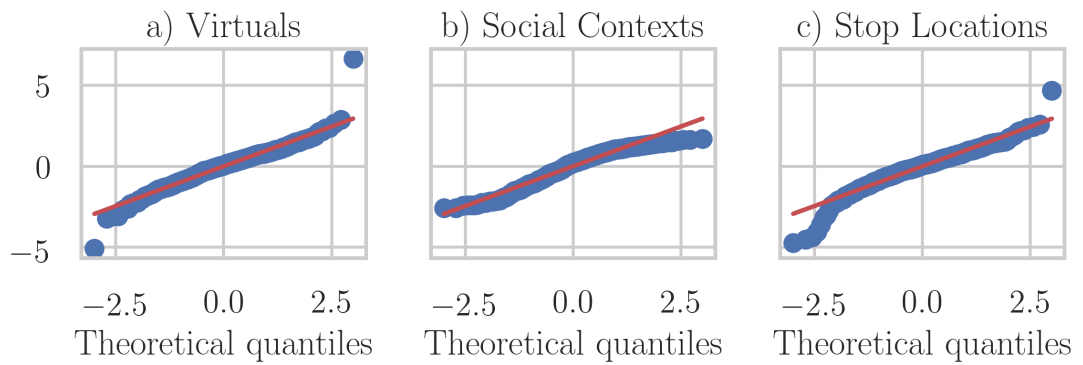 a) Virtuals
b) Social Contexts
c) Stop Locations
5
0
−5
−2.5 0.0 2.5
−2.5 0.0 2.5
−2.5 0.0 2.5
Theoretical quantiles
Theoretical quantiles
Theoretical quantiles